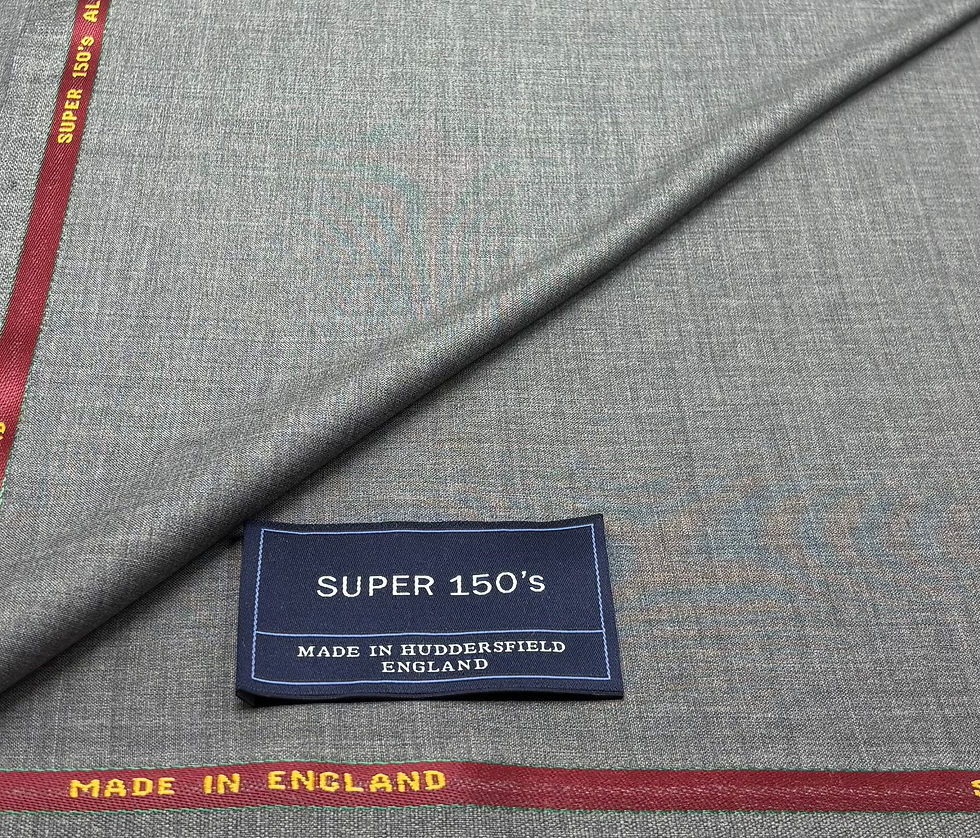 SUPER 150's
SUPER 150's
MADE IN HUDDERSFIELD
ENGLAND
MADE IN ENGLAND